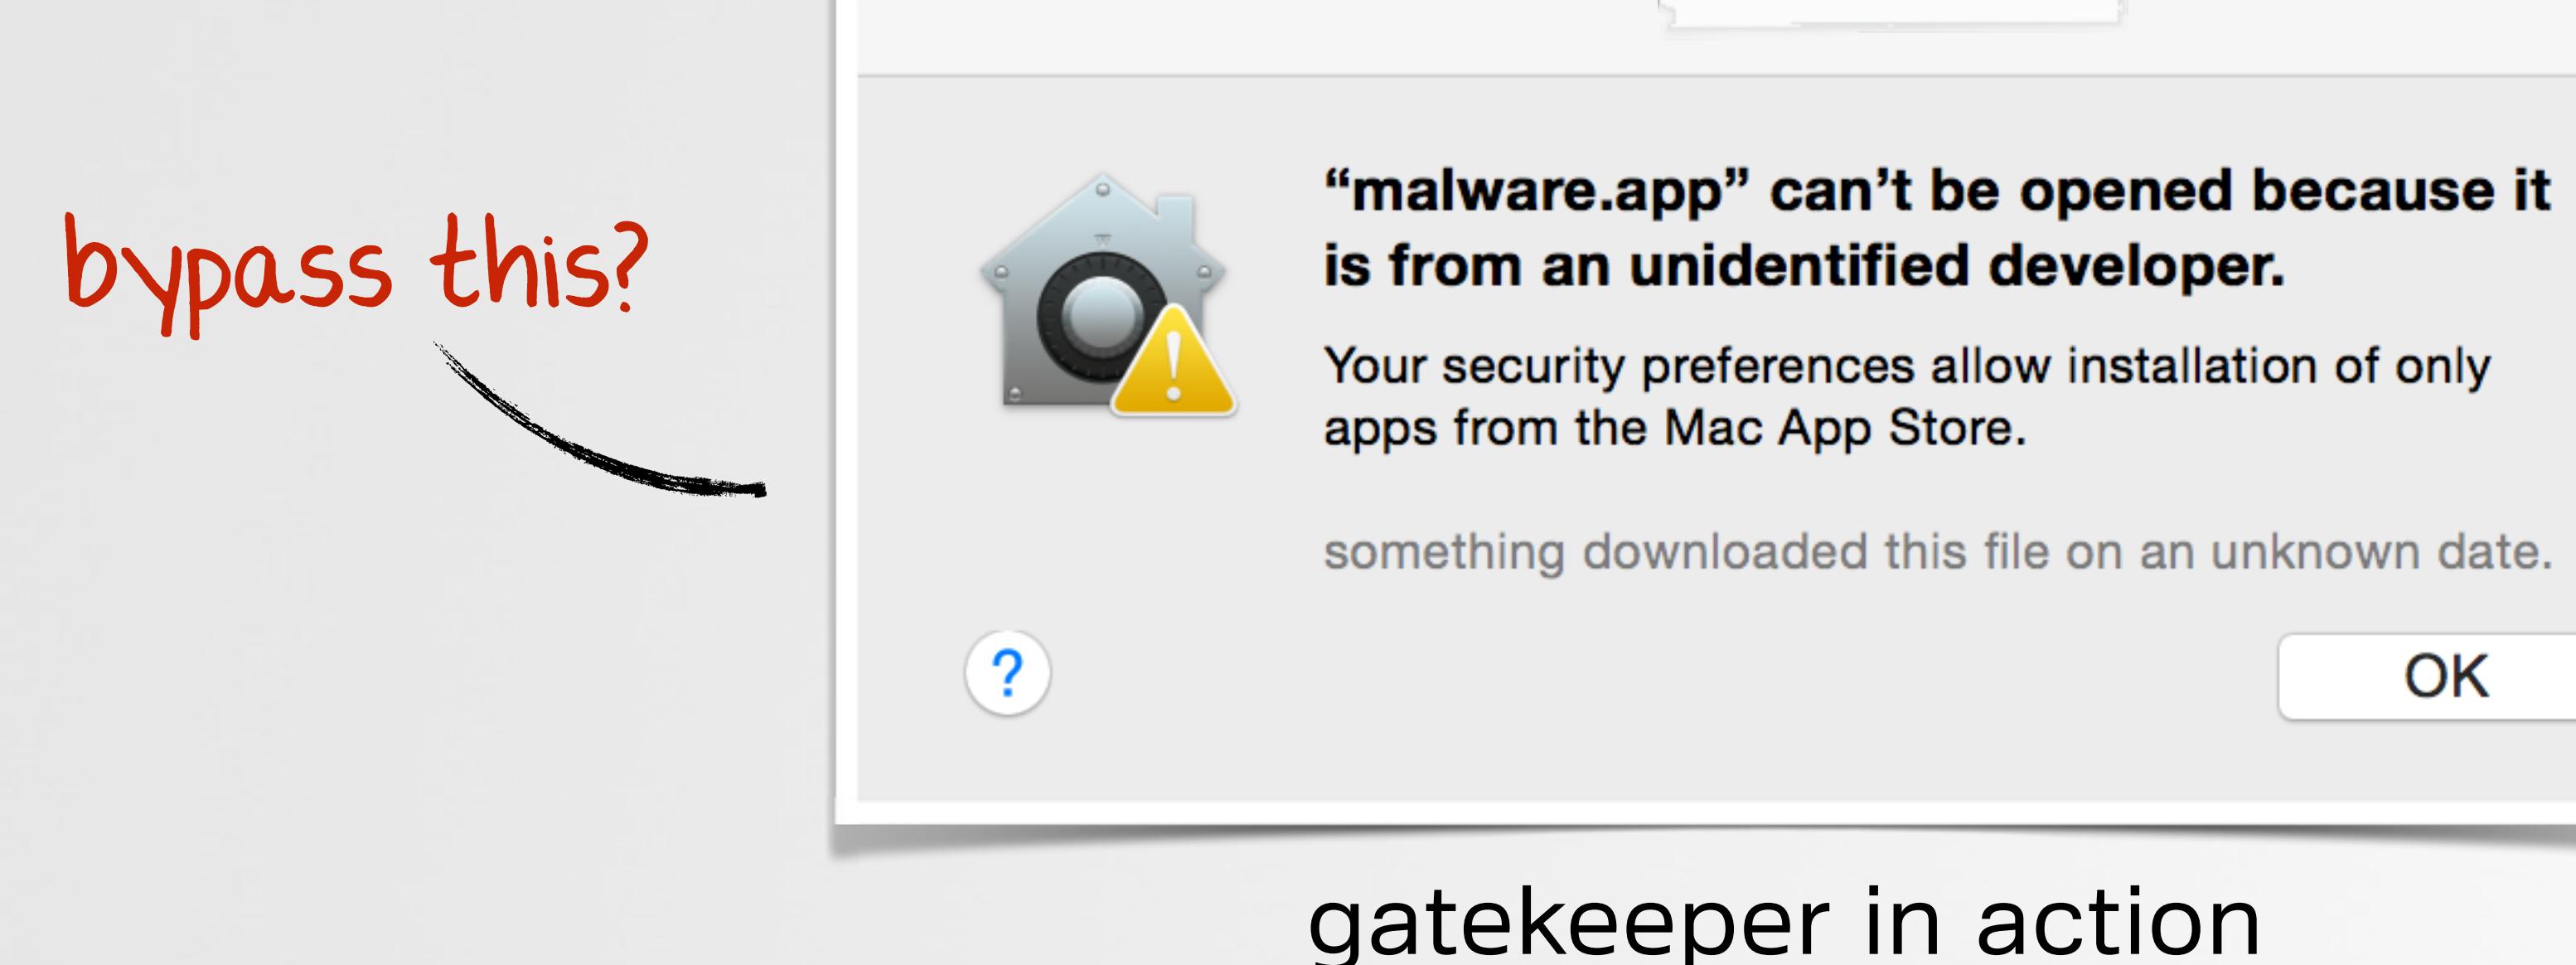 bypass this?
“malware.app” can’t be opened because it
is from an unidentified developer.
Your security preferences allow installation of only
apps from the Mac App Store.
something downloaded this file on an unknown date.
?
OK
gatekeeper in action